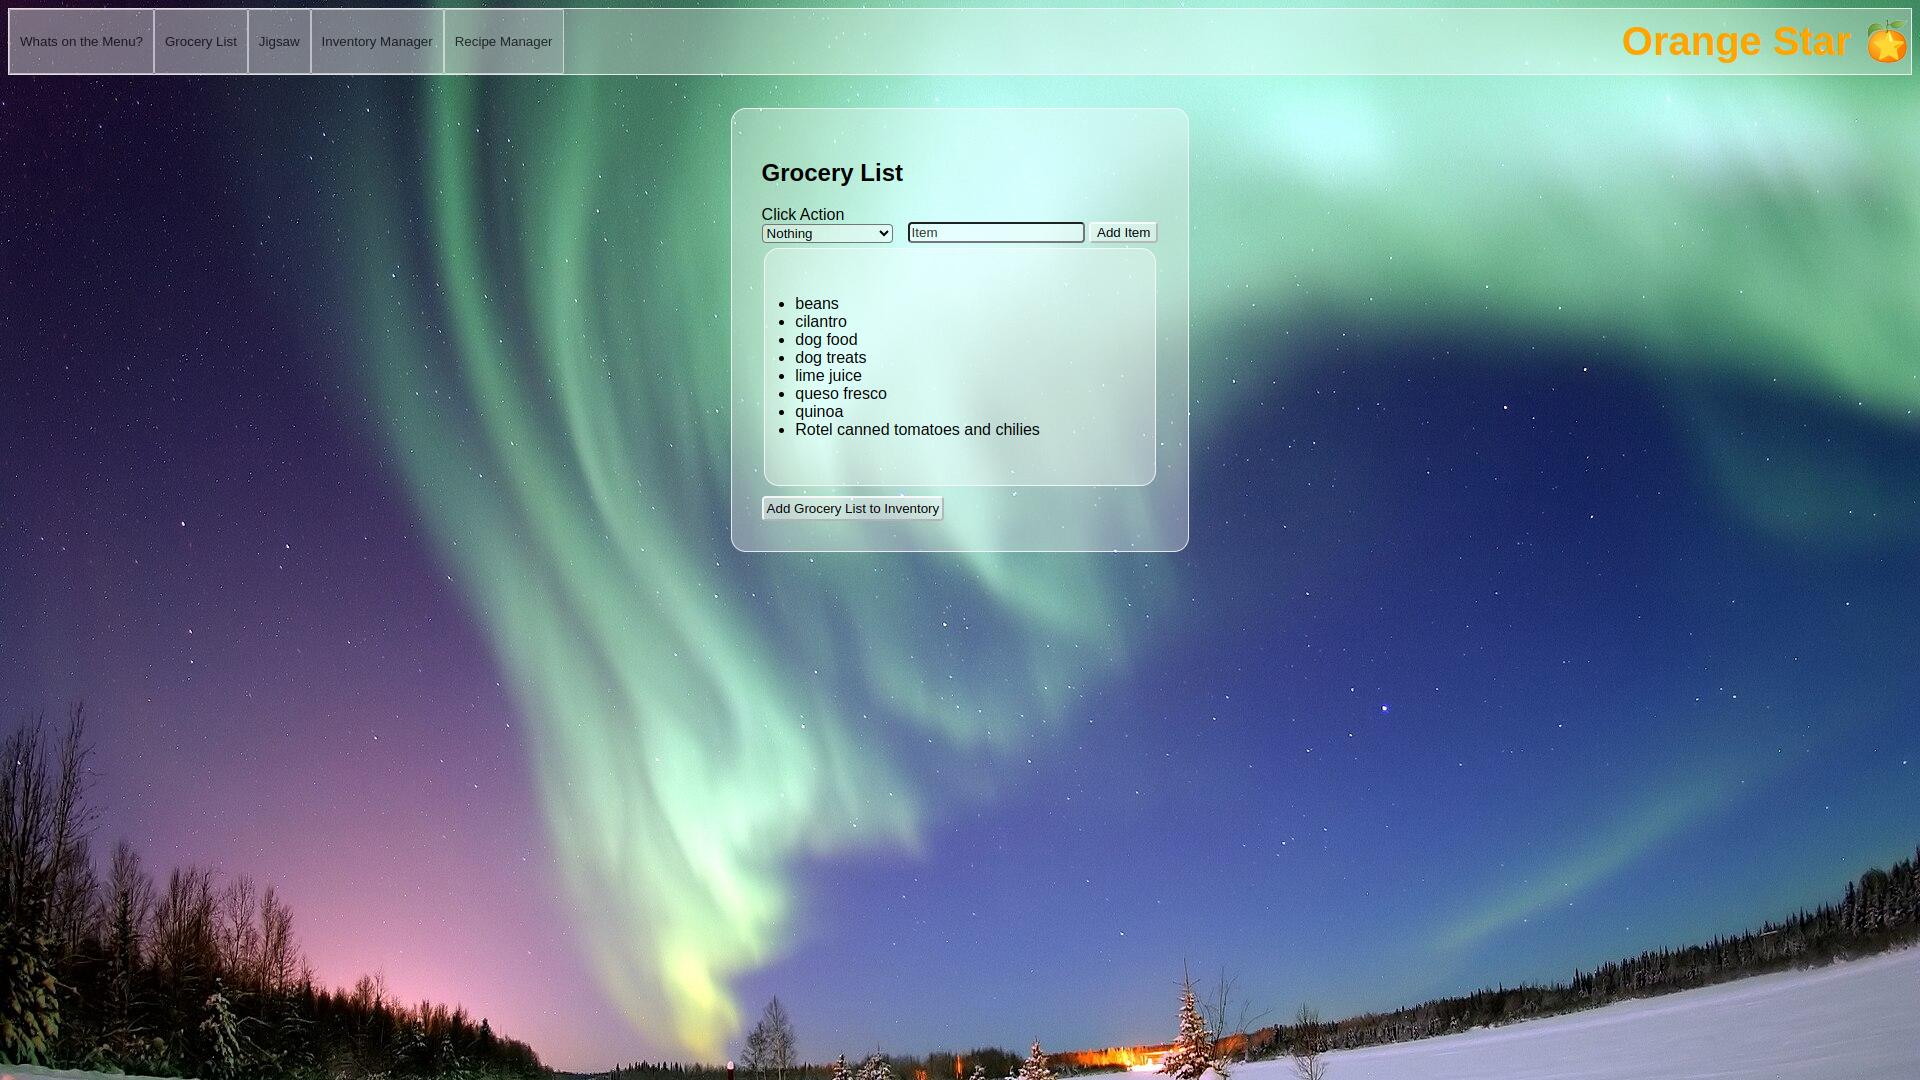 Whats on the Menu? Grocery List Jigsaw Inventory Manager Recipe Manager Orange Star
Grocery List
Click Action
Nothing Item Add Item
beans
cilantro
dog food
dog treats
lime juice
queso fresco
quinoa
Rotel canned tomatoes and chilies
Add Grocery List to Inventory